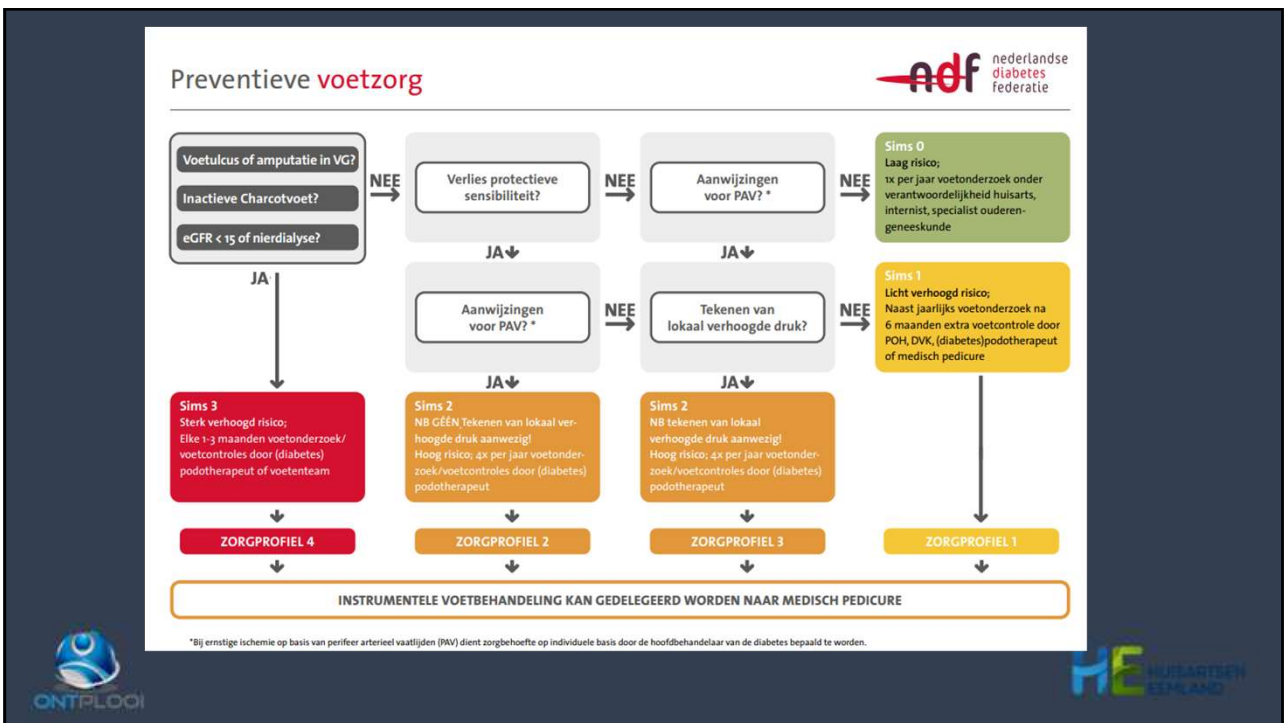 Preventieve voetzorg
ndf
nederlandse
diabetes
federatie
Voetulcus of amputatie in VG?
Inactieve Charcotvoet?
eGFR < 15 of nierdialyse?
NEE
Verlies protectieve
sensibiliteit?
NEE
Aanwijzingen
voor PAV? *
NEE
Sims 0
Laag risico;
1x per jaar voetonderzoek onder
verantwoordelijkheid huisarts,
internist, specialist ouderen-
geneeskunde
JA
JA
JA
Aanwijzingen
voor PAV? *
NEE
Tekenen van
lokaal verhoogde druk?
NEE
Sims 1
Licht verhoogd risico;
Naast jaarlijks voetonderzoek na
6 maanden extra voetcontrole door
POH, DVK, (diabetes)podotherapeut
of medisch pedicure
JA
JA
Sims 3
Sterk verhoogd risico;
Elke 1-3 maanden voetonderzoek/
voetcontroles door (diabetes)
podotherapeut of voetenteam
Sims 2
NB GÉÉN Tekenen van lokaal ver-
hoogde druk aanwezig!
Hoog risico; 4x per jaar voetonder-
zoek/voetcontroles door (diabetes)
podotherapeut
Sims 2
NB tekenen van lokaal
verhoogde druk aanwezig!
Hoog risico; 4x per jaar voetonder-
zoek/voetcontroles door (diabetes)
podotherapeut
ZORGPROFIEL 4
ZORGPROFIEL 2
ZORGPROFIEL 3
ZORGPROFIEL 1
INSTRUMENTELE VOETBEHANDELING KAN GEDELEGEERD WORDEN NAAR MEDISCH PEDICURE
*Bij ernstige ischemie op basis van perifeer arterieel vaatlijden (PAV) dient zorgbehoefte op individuele basis door de hoofdbehandelaar van de diabetes bepaald te worden.
ONTPLOOI
HE
HUISARTSEN
EEMLAND